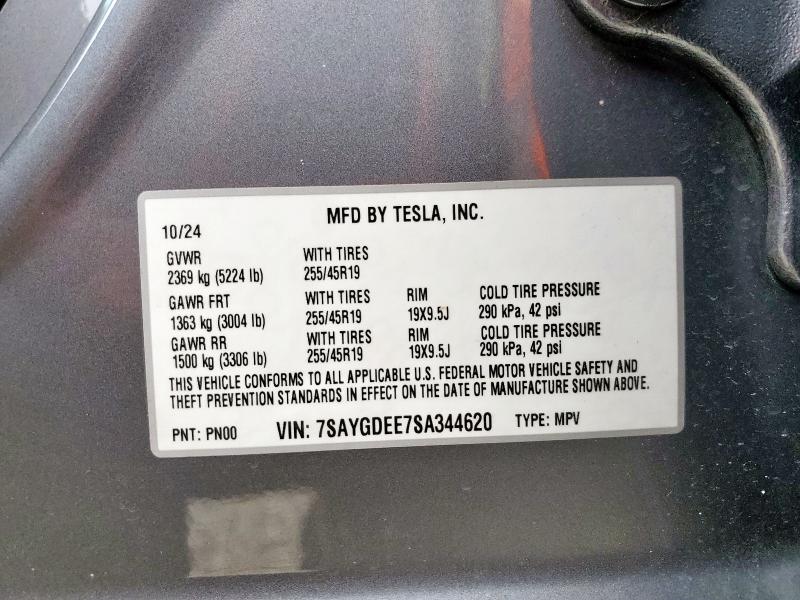 MFD BY TESLA, INC.
10/24
GVWR WITH TIRES
2369 kg (5224 lb) 255/45R19
GAWR FRT WITH TIRES RIM COLD TIRE PRESSURE
1363 kg (3004 lb) 255/45R19 19X9.5J 290 kPa, 42 psi
GAWR RR WITH TIRES RIM COLD TIRE PRESSURE
1500 kg (3306 lb) 255/45R19 19X9.5J 290 kPa, 42 psi
THIS VEHICLE CONFORMS TO ALL APPLICABLE U.S. FEDERAL MOTOR VEHICLE SAFETY AND
THEFT PREVENTION STANDARDS IN EFFECT ON THE DATE OF MANUFACTURE SHOWN ABOVE.
PNT: PN00 VIN: 7SAYGDEE7SA344620 TYPE: MPV